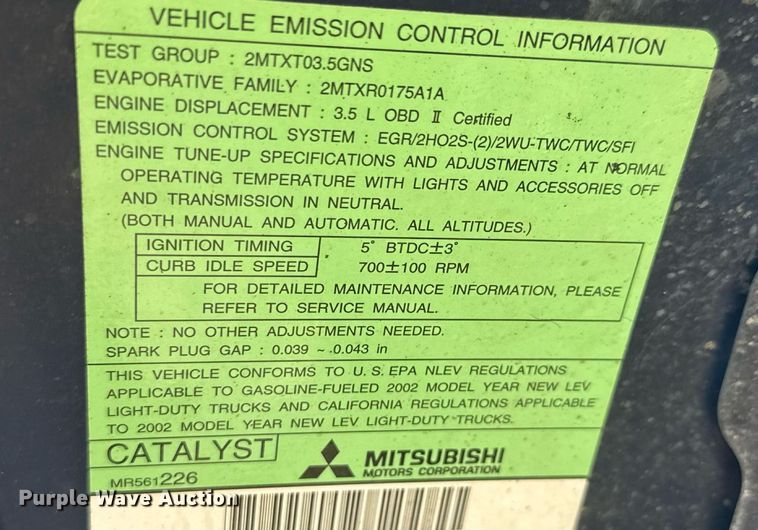 VEHICLE EMISSION CONTROL INFORMATION
TEST GROUP : 2MTXT03.5GNS
EVAPORATIVE FAMILY : 2MTXR0175A1A
ENGINE DISPLACEMENT : 3.5 L OBD Ⅱ Certified
EMISSION CONTROL SYSTEM : EGR/2HO2S-(2)/2WU-TWC/TWC/SFI
ENGINE TUNE-UP SPECIFICATIONS AND ADJUSTMENTS : AT NORMAL
OPERATING TEMPERATURE WITH LIGHTS AND ACCESSORIES OFF
AND TRANSMISSION IN NEUTRAL.
(BOTH MANUAL AND AUTOMATIC. ALL ALTITUDES.)
IGNITION TIMING 5° BTDC±3°
CURB IDLE SPEED 700±100 RPM
FOR DETAILED MAINTENANCE INFORMATION, PLEASE
REFER TO SERVICE MANUAL.
NOTE : NO OTHER ADJUSTMENTS NEEDED.
SPARK PLUG GAP : 0.039 ~ 0.043 in
THIS VEHICLE CONFORMS TO U.S. EPA NLEV REGULATIONS
APPLICABLE TO GASOLINE-FUELED 2002 MODEL YEAR NEW LEV
LIGHT-DUTY TRUCKS AND CALIFORNIA REGULATIONS APPLICABLE
TO 2002 MODEL YEAR NEW LEV LIGHT-DUTY TRUCKS.
CATALYST MITSUBISHI
MOTORS CORPORATION
MR561226
Purple Wave Auction